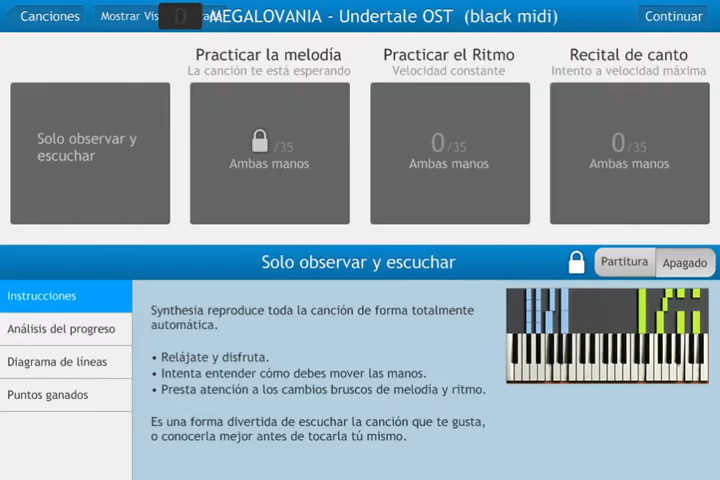 Canciones
Mostrar Vis
0
MEGALOVANIA - Undertale OST (black midi)
Continuar
Practicar la melodía
La canción te está esperando
Practicar el Ritmo
Velocidad constante
Recital de canto
Intento a velocidad máxima
Solo observar y
escuchar
/35
Ambas manos
0/35
Ambas manos
0/35
Ambas manos
Solo observar y escuchar
Partitura
Apagado
Instrucciones
Análisis del progreso
Diagrama de líneas
Puntos ganados
Synthesia reproduce toda la canción de forma totalmente
automática.
• Relájate y disfruta.
• Intenta entender cómo debes mover las manos.
• Presta atención a los cambios bruscos de melodía y ritmo.
Es una forma divertida de escuchar la canción que te gusta,
o conocerla mejor antes de tocarla tú mismo.